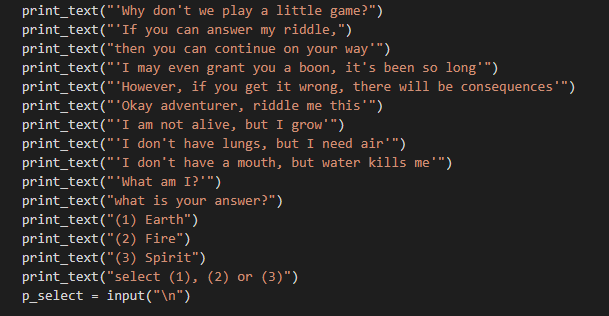 print_text("'Why don't we play a little game?")
print_text("'If you can answer my riddle,")
print_text("then you can continue on your way'")
print_text("'I may even grant you a boon, it's been so long'")
print_text("'However, if you get it wrong, there will be consequences'")
print_text("'Okay adventurer, riddle me this'")
print_text("'I am not alive, but I grow'")
print_text("'I don't have lungs, but I need air'")
print_text("'I don't have a mouth, but water kills me'")
print_text("'What am I?'")
print_text("what is your answer?")
print_text("(1) Earth")
print_text("(2) Fire")
print_text("(3) Spirit")
print_text("select (1), (2) or (3)")
p_select = input("\n")